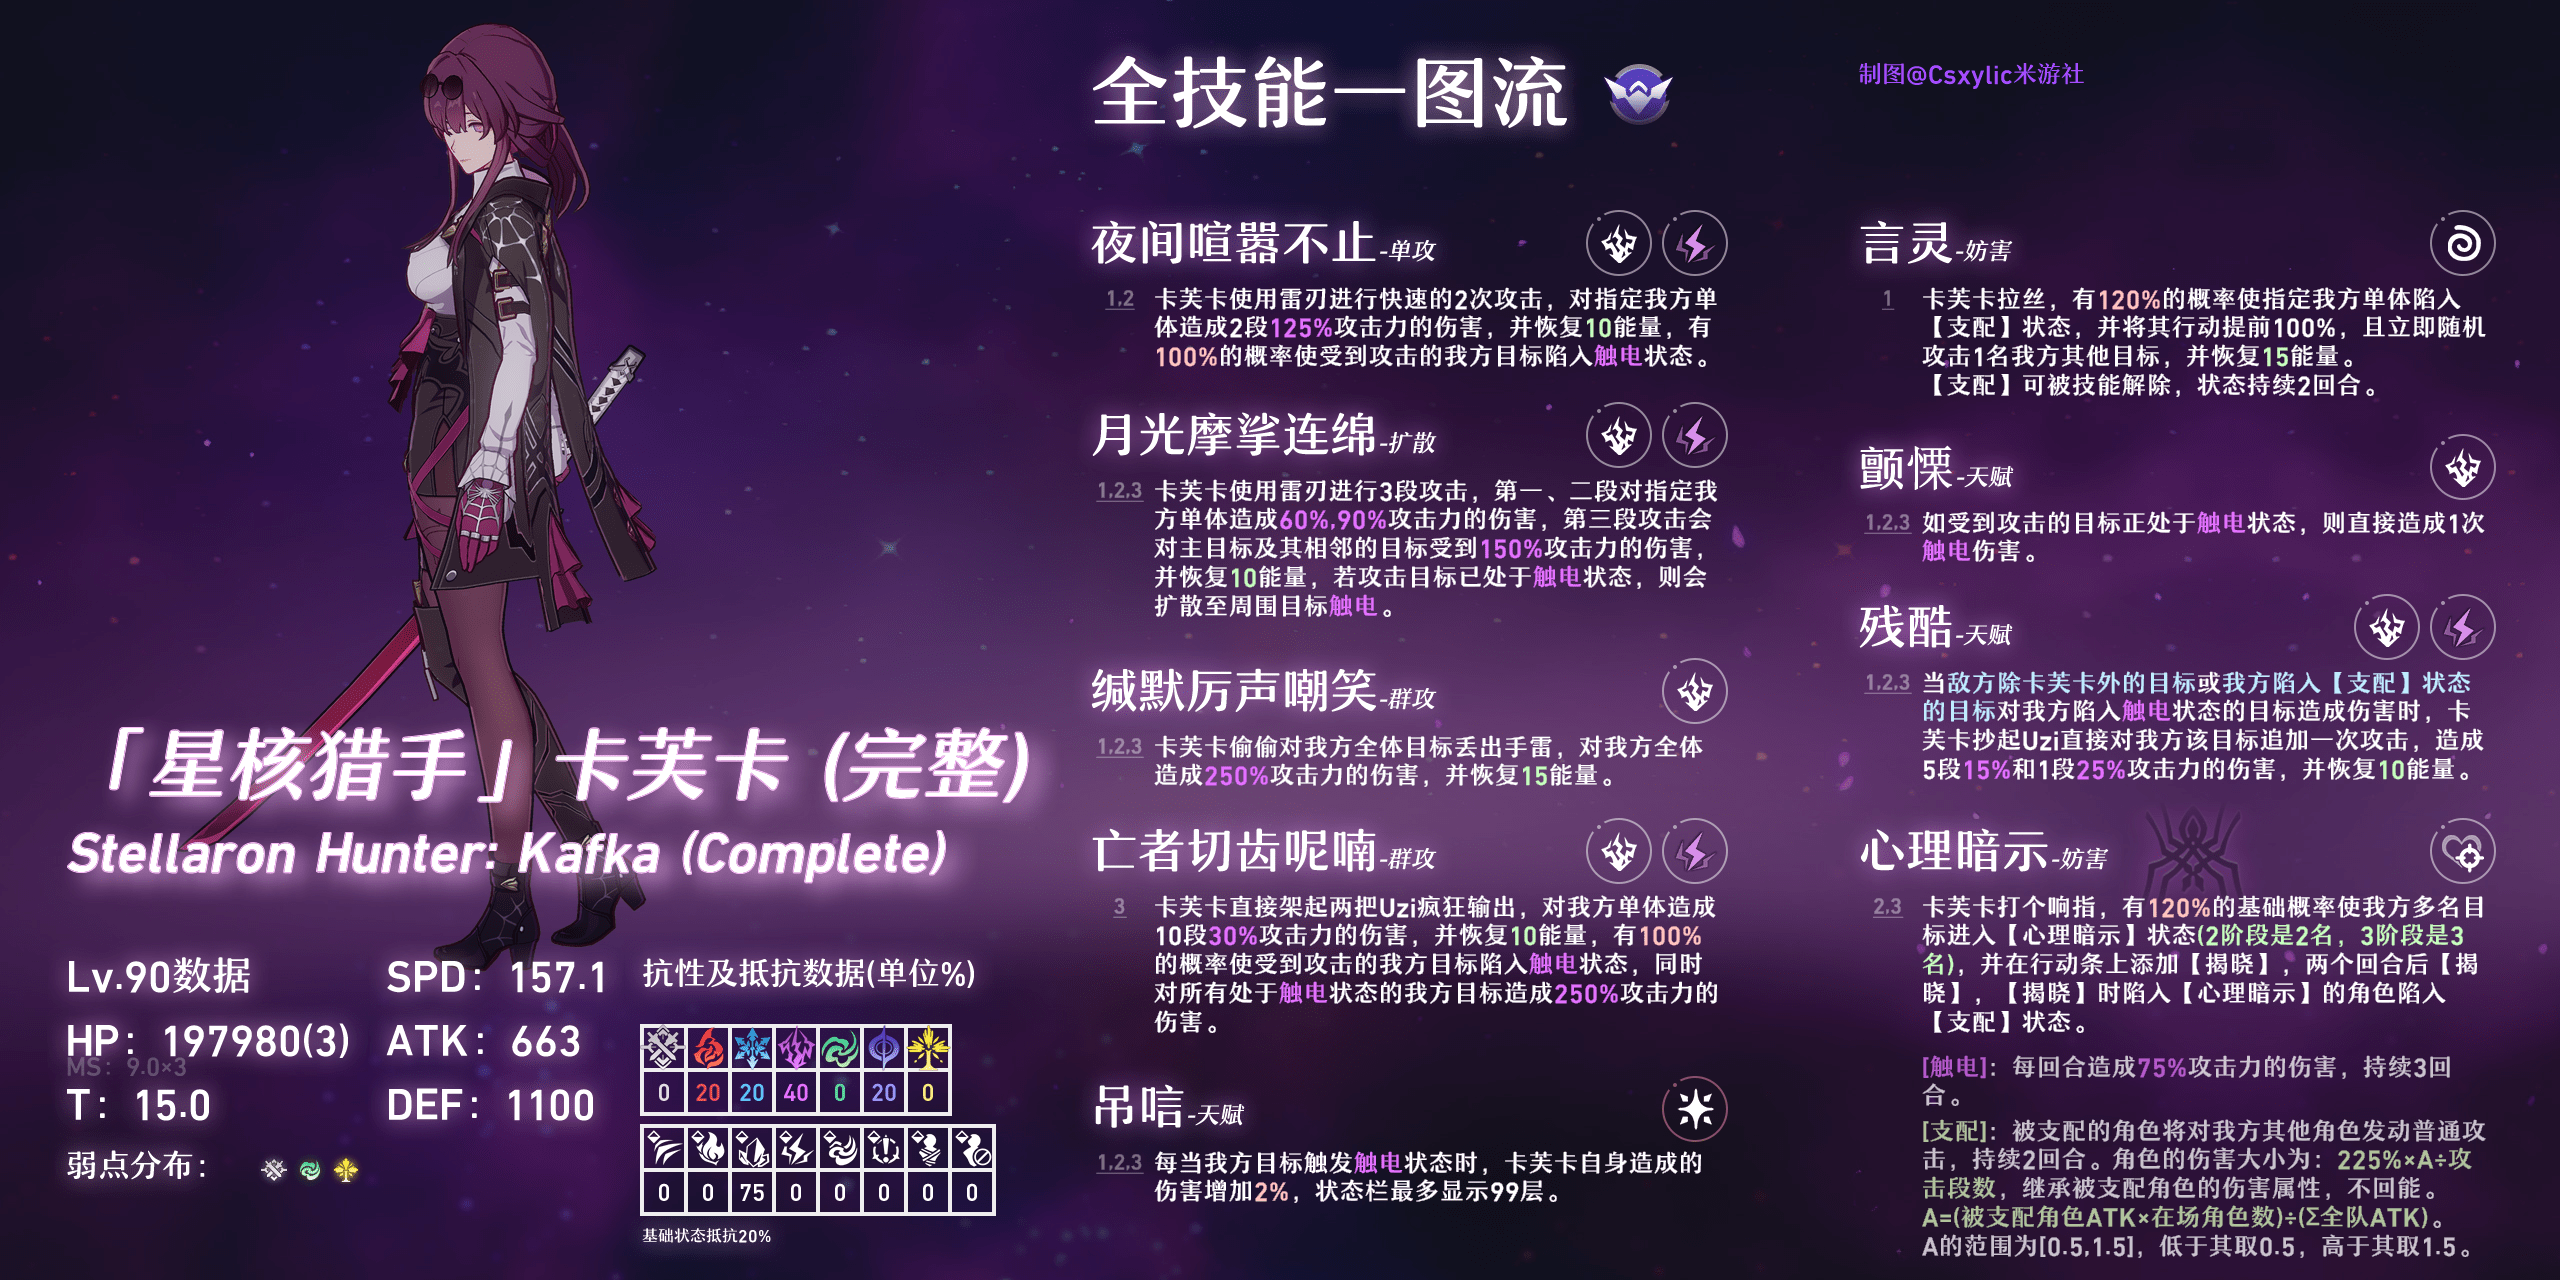 全技能一图流
制图@Csxylic米游社
「星核猎手」卡芙卡 (完整)
Stellaron Hunter: Kafka (Complete)
Lv.90数据
SPD： 157.1
HP： 197980(3)
ATK： 663
MS： 9.0×3
T： 15.0
DEF： 1100
弱点分布：
抗性及抵抗数据(单位%)
0 20 20 40 0 20 0
0 0 75 0 0 0 0 0
基础状态抵抗20%
夜间喧嚣不止-单攻
1,2 卡芙卡使用雷刃进行快速的2次攻击，对指定我方单
体造成2段125%攻击力的伤害，并恢复10能量，有
100%的概率使受到攻击的我方目标陷入触电状态。
月光摩挲连绵-扩散
1,2,3 卡芙卡使用雷刃进行3段攻击，第一、二段对指定我
方单体造成60%,90%攻击力的伤害，第三段攻击会
对主目标及其相邻的目标受到150%攻击力的伤害，
并恢复10能量，若攻击目标已处于触电状态，则会
扩散至周围目标触电。
缄默厉声嘲笑-群攻
1,2,3 卡芙卡偷偷对我方全体目标丢出手雷，对我方全体
造成250%攻击力的伤害，并恢复15能量。
亡者切齿呢喃-群攻
3 卡芙卡直接架起两把Uzi疯狂输出，对我方单体造成
10段30%攻击力的伤害，并恢复10能量，有100%
的概率使受到攻击的我方目标陷入触电状态，同时
对所有处于触电状态的我方目标造成250%攻击力的
伤害。
吊唁-天赋
1,2,3 每当我方目标触发触电状态时，卡芙卡自身造成的
伤害增加2%，状态栏最多显示99层。
言灵-妨害
1 卡芙卡拉丝，有120%的概率使指定我方单体陷入
【支配】状态，并将其行动提前100%，且立即随机
攻击1名我方其他目标，并恢复15能量。
【支配】可被技能解除，状态持续2回合。
颤慄-天赋
1,2,3 如受到攻击的目标正处于触电状态，则直接造成1次
触电伤害。
残酷-天赋
1,2,3 当敌方除卡芙卡外的目标或我方陷入【支配】状态
的目标对我方陷入触电状态的目标造成伤害时，卡
芙卡抄起Uzi直接对我方该目标追加一次攻击，造成
5段15%和1段25%攻击力的伤害，并恢复10能量。
心理暗示-妨害
2,3 卡芙卡打个响指，有120%的基础概率使我方多名目
标进入【心理暗示】状态(2阶段是2名，3阶段是3
名)，并在行动条上添加【揭晓】，两个回合后【揭
晓】，【揭晓】时陷入【心理暗示】的角色陷入
【支配】状态。
[触电]：每回合造成75%攻击力的伤害，持续3回
合。
[支配]：被支配的角色将对我方其他角色发动普通攻
击，持续2回合。角色的伤害大小为：225%×A÷攻
击段数，继承被支配角色的伤害属性，不回能。
A=(被支配角色ATK×在场角色数)÷(Σ全队ATK)。
A的范围为[0.5,1.5]，低于其取0.5，高于其取1.5。